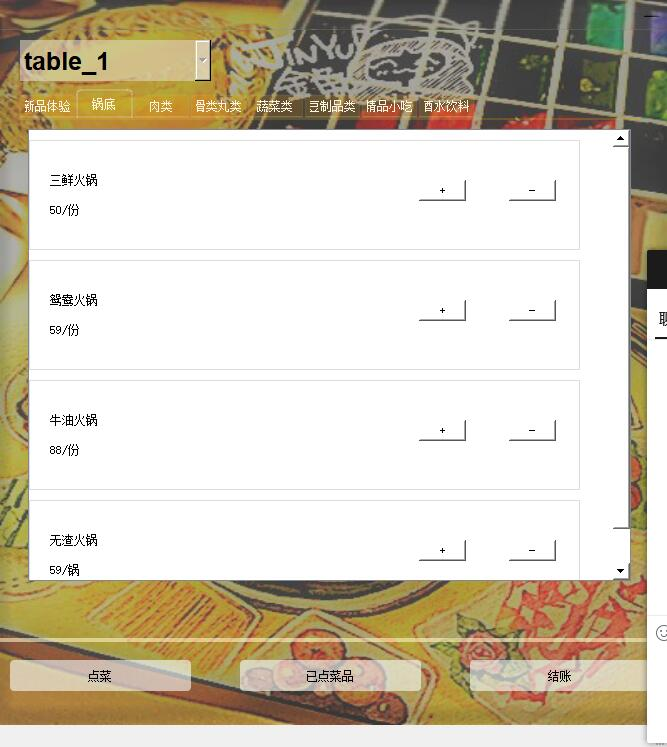 table_1
新品体验 锅底 肉类 骨类丸类 蔬菜类 豆制品类 精品小吃 酒水饮料
三鲜火锅
+ -
50/份
鸳鸯火锅
+ -
59/份
牛油火锅
+ -
88/份
无渣火锅
+ -
59/锅
点菜 已点菜品 结账